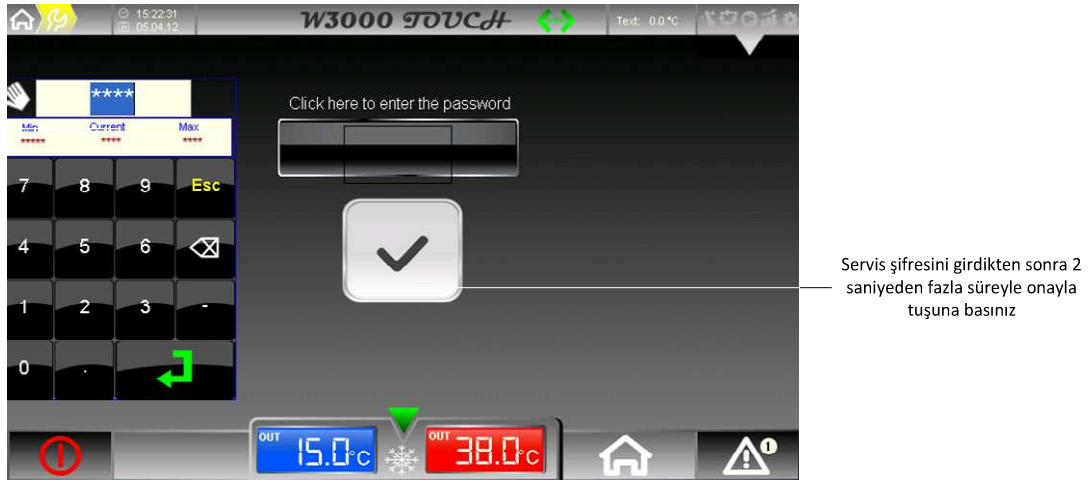 15:22:31
05.04.12
W3000 TOUCH
Text: 0.0 °C
****
Min Current Max
***** **** ****
Click here to enter the password
7 8 9 Esc
4 5 6
1 2 3 -
0 .
Servis şifresini girdikten sonra 2
saniyeden fazla süreyle onayla
tuşuna basınız
OUT 15.0°C OUT 38.0°C
1